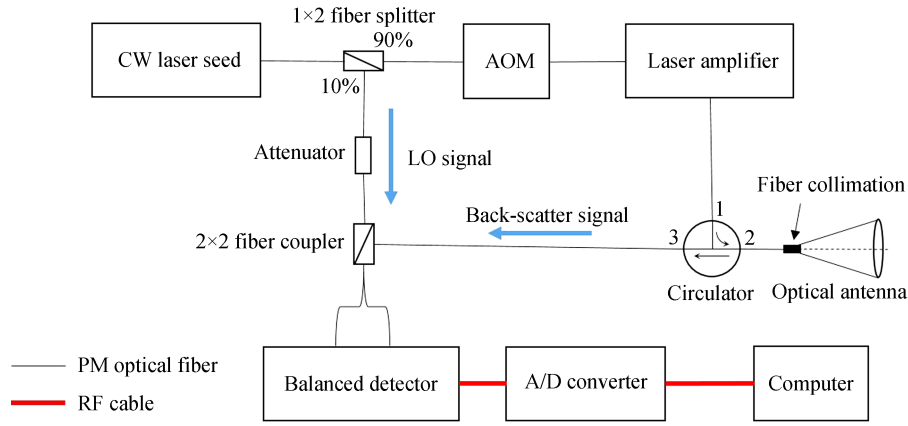 1×2 fiber splitter
90%
CW laser seed
AOM
Laser amplifier
10%
Attenuator
LO signal
Fiber collimation
Back-scatter signal
1
2×2 fiber coupler
3
2
Circulator
Optical antenna
PM optical fiber
Balanced detector
A/D converter
Computer
RF cable